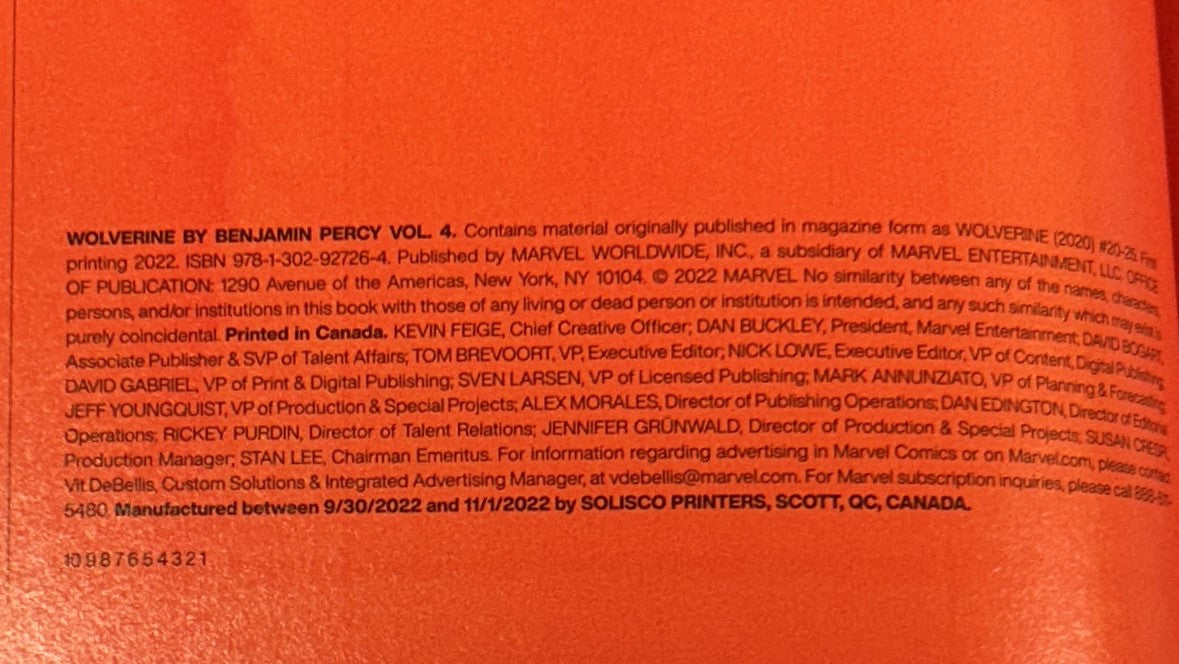 WOLVERINE BY BENJAMIN PERCY VOL. 4. Contains material originally published in magazine form as WOLVERINE (2020) #20-25. First
printing 2022. ISBN 978-1-302-92726-4. Published by MARVEL WORLDWIDE, INC., a subsidiary of MARVEL ENTERTAINMENT, LLC. OFFICE
OF PUBLICATION: 1290 Avenue of the Americas, New York, NY 10104. © 2022 MARVEL No similarity between any of the names, characters,
persons, and/or institutions in this book with those of any living or dead person or institution is intended, and any such similarity which may exist is
purely coincidental. Printed in Canada. KEVIN FEIGE, Chief Creative Officer; DAN BUCKLEY, President, Marvel Entertainment; DAVID BOGART,
Associate Publisher & SVP of Talent Affairs; TOM BREVOORT, VP, Executive Editor; NICK LOWE, Executive Editor, VP of Content, Digital Publishing;
DAVID GABRIEL, VP of Print & Digital Publishing; SVEN LARSEN, VP of Licensed Publishing; MARK ANNUNZIATO, VP of Planning & Forecasting;
JEFF YOUNGQUIST, VP of Production & Special Projects; ALEX MORALES, Director of Publishing Operations; DAN EDINGTON, Director of Editorial
Operations; RICKEY PURDIN, Director of Talent Relations; JENNIFER GRÜNWALD, Director of Production & Special Projects; SUSAN CRESPI,
Production Manager; STAN LEE, Chairman Emeritus. For information regarding advertising in Marvel Comics or on Marvel.com, please contact
Vit DeBellis, Custom Solutions & Integrated Advertising Manager, at vdebellis@marvel.com. For Marvel subscription inquiries, please call
5480. Manufactured between 9/30/2022 and 11/1/2022 by SOLISCO PRINTERS, SCOTT, QC, CANADA.
10 9 8 7 6 5 4 3 2 1